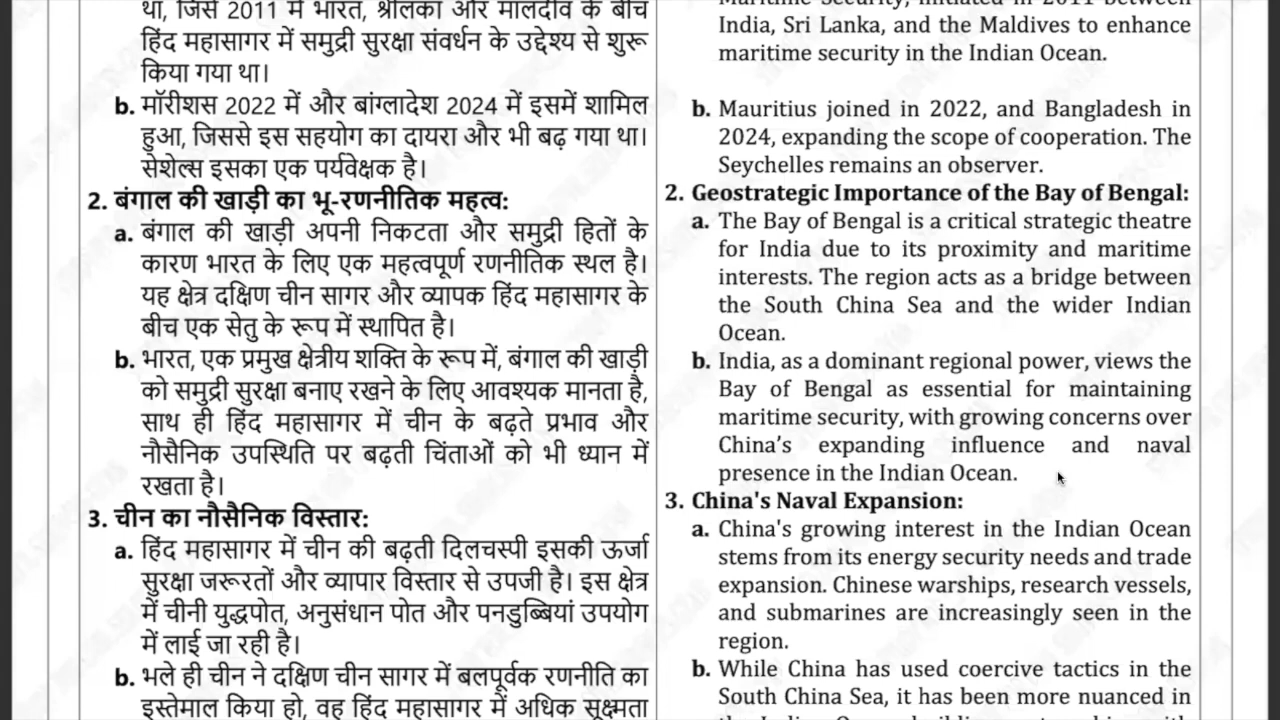 था, जिसे 2011 में भारत, श्रीलंका और मालदीव के बीच
हिंद महासागर में समुद्री सुरक्षा संवर्धन के उद्देश्य से शुरू
किया गया था।
b. मॉरीशस 2022 में और बांग्लादेश 2024 में इसमें शामिल
हुआ, जिससे इस सहयोग का दायरा और भी बढ़ गया था।
सेशेल्स इसका एक पर्यवेक्षक है।
2. बंगाल की खाड़ी का भू-रणनीतिक महत्व:
a. बंगाल की खाड़ी अपनी निकटता और समुद्री हितों के
कारण भारत के लिए एक महत्वपूर्ण रणनीतिक स्थल है।
यह क्षेत्र दक्षिण चीन सागर और व्यापक हिंद महासागर के
बीच एक सेतु के रूप में स्थापित है।
b. भारत, एक प्रमुख क्षेत्रीय शक्ति के रूप में, बंगाल की खाड़ी
को समुद्री सुरक्षा बनाए रखने के लिए आवश्यक मानता है,
साथ ही हिंद महासागर में चीन के बढ़ते प्रभाव और
नौसैनिक उपस्थिति पर बढ़ती चिंताओं को भी ध्यान में
रखता है।
3. चीन का नौसैनिक विस्तार:
a. हिंद महासागर में चीन की बढ़ती दिलचस्पी इसकी ऊर्जा
सुरक्षा जरूरतों और व्यापार विस्तार से उपजी है। इस क्षेत्र
में चीनी युद्धपोत, अनुसंधान पोत और पनडुब्बियां उपयोग
में लाई जा रही है।
b. भले ही चीन ने दक्षिण चीन सागर में बलपूर्वक रणनीति का
इस्तेमाल किया हो, वह हिंद महासागर में अधिक सूक्ष्मता
Maritime Security, initiated in 2011 between
India, Sri Lanka, and the Maldives to enhance
maritime security in the Indian Ocean.
b. Mauritius joined in 2022, and Bangladesh in
2024, expanding the scope of cooperation. The
Seychelles remains an observer.
2. Geostrategic Importance of the Bay of Bengal:
a. The Bay of Bengal is a critical strategic theatre
for India due to its proximity and maritime
interests. The region acts as a bridge between
the South China Sea and the wider Indian
Ocean.
b. India, as a dominant regional power, views the
Bay of Bengal as essential for maintaining
maritime security, with growing concerns over
China’s expanding influence and naval
presence in the Indian Ocean.
3. China's Naval Expansion:
a. China's growing interest in the Indian Ocean
stems from its energy security needs and trade
expansion. Chinese warships, research vessels,
and submarines are increasingly seen in the
region.
b. While China has used coercive tactics in the
South China Sea, it has been more nuanced in